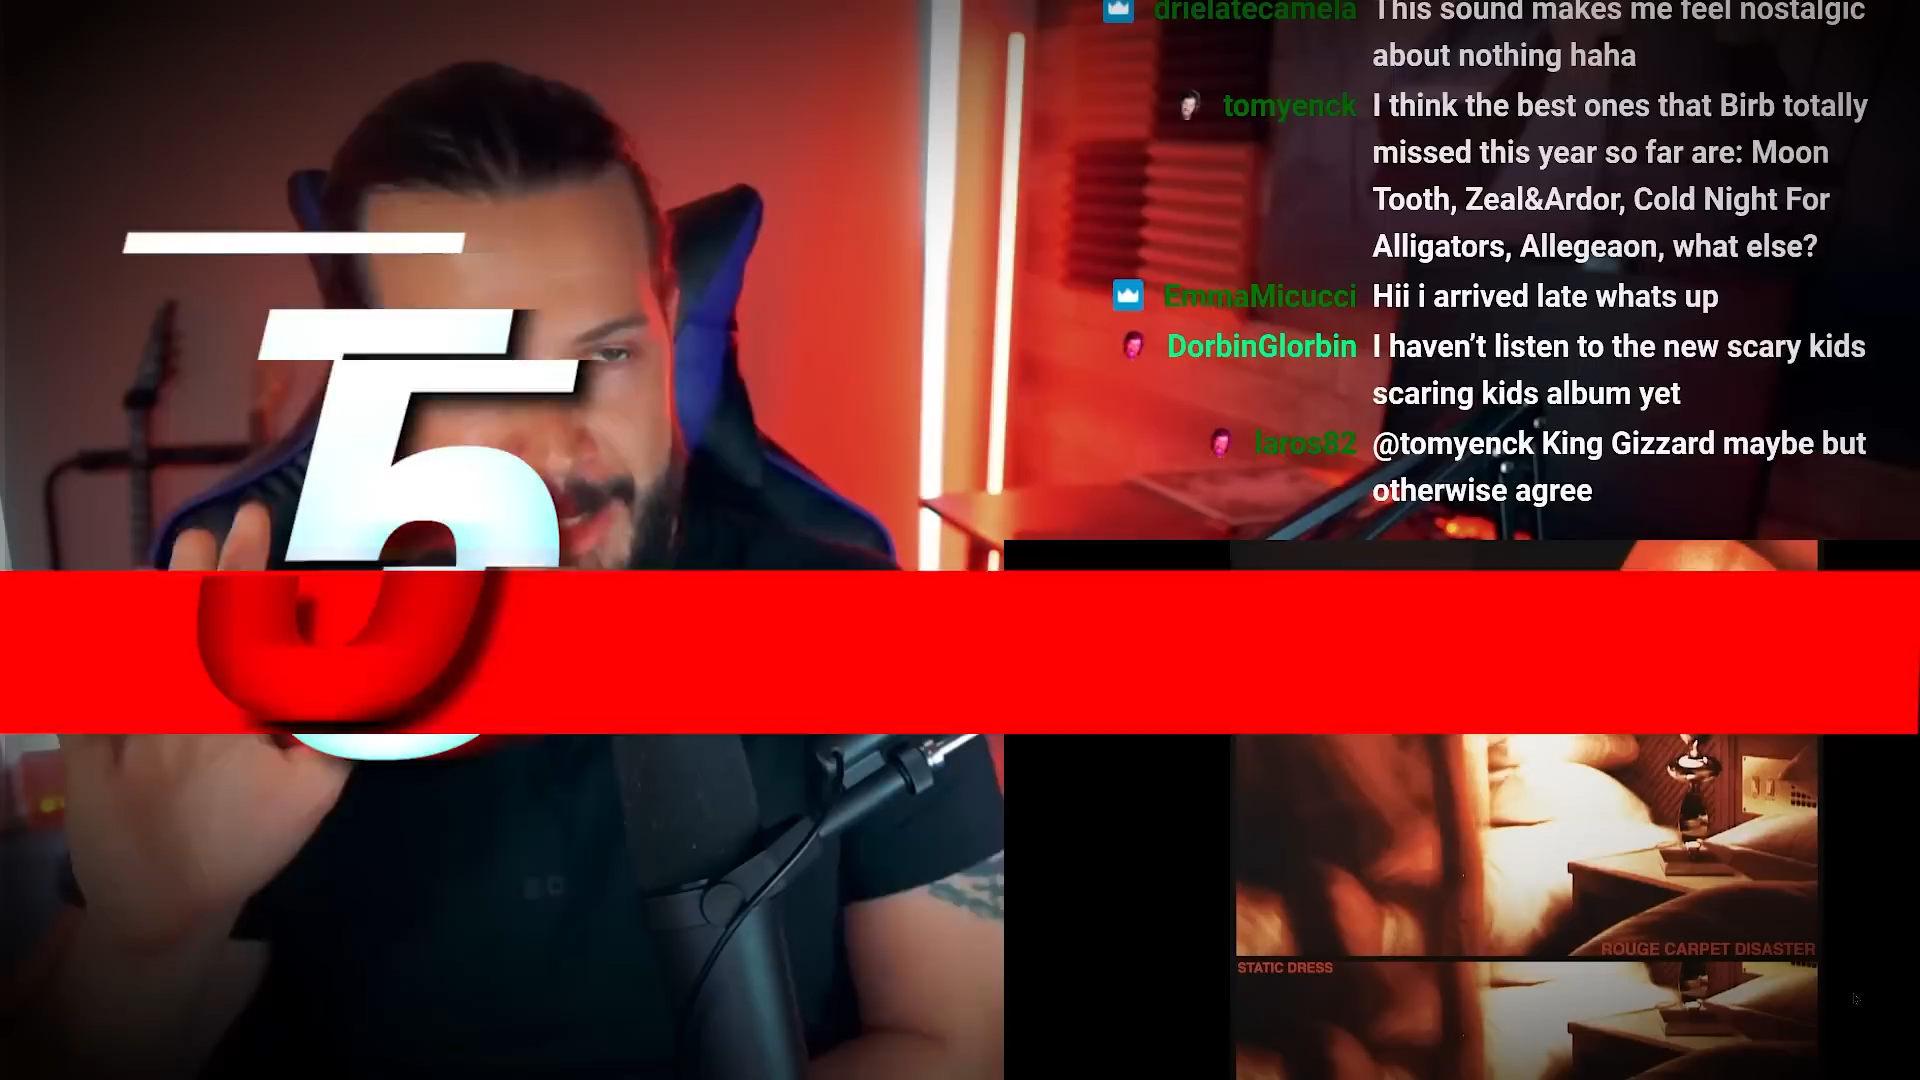 drielatecamela This sound makes me feel nostalgic
about nothing haha
tomyenck I think the best ones that Birb totally
missed this year so far are: Moon
Tooth, Zeal&Ardor, Cold Night For
Alligators, Allegeaon, what else?
EmmaMicucci Hii i arrived late whats up
DorbinGlorbin I haven’t listen to the new scary kids
scaring kids album yet
laros82 @tomyenck King Gizzard maybe but
otherwise agree
5
ROUGE CARPET DISASTER
STATIC DRESS